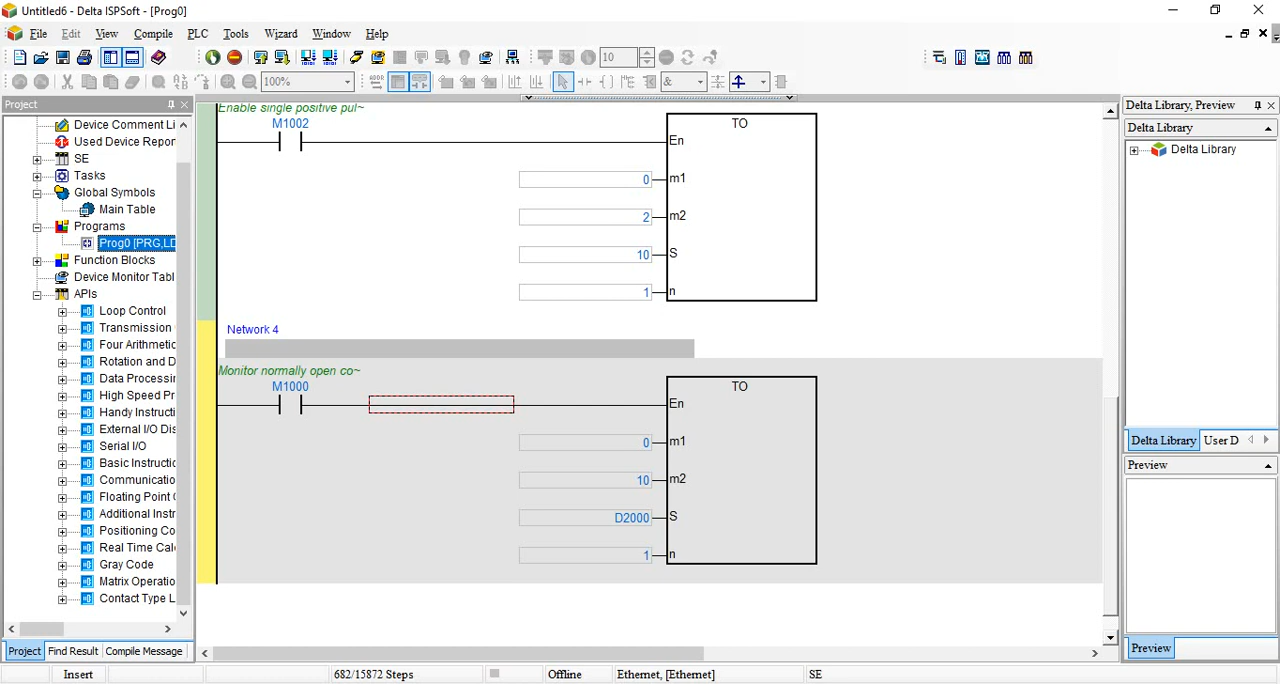 Untitled6 - Delta ISPSoft - [Prog0]
File Edit View Compile PLC Tools Wizard Window Help
10
100%
&
Project
Device Comment Li
Used Device Repor
SE
Tasks
Global Symbols
Main Table
Programs
Prog0 [PRG,LD
Function Blocks
Device Monitor Tabl
APIs
Loop Control
Transmission
Four Arithmetic
Rotation and D
Data Processin
High Speed Pr
Handy Instructi
External I/O Dis
Serial I/O
Basic Instructio
Communicatio
Floating Point O
Additional Instr
Positioning Co
Real Time Cale
Gray Code
Matrix Operatio
Contact Type L
Project Find Result Compile Message
Enable single positive pul~
M1002
TO
En
0 m1
2 m2
10 S
1 n
Network 4
Monitor normally open co~
M1000
TO
En
0 m1
10 m2
D2000 S
1 n
Delta Library, Preview
Delta Library
Delta Library
Delta Library User D
Preview
Preview
Insert 682/15872 Steps Offline Ethernet, [Ethernet] SE